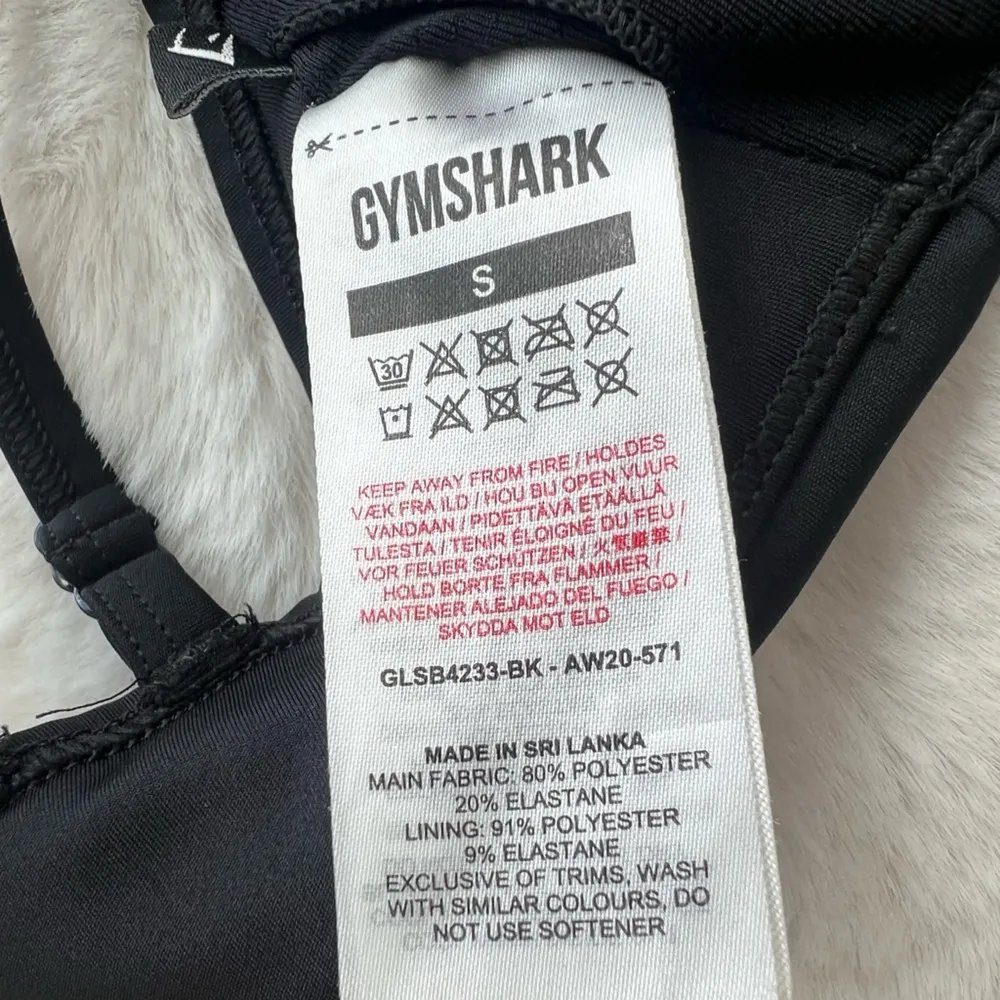 GYMSHARK
S
30
KEEP AWAY FROM FIRE / HOLDES
VÆK FRA ILD / HOU BIJ OPEN VUUR
VANDAAN / PIDETTÄVÄ ETÄÄLLÄ
TULESTA / TENIR ÉLOIGNÉ DU FEU /
VOR FEUER SCHÜTZEN / 火気厳禁 /
HOLD BORTE FRA FLAMMER /
MANTENER ALEJADO DEL FUEGO /
SKYDDA MOT ELD
GLSB4233-BK - AW20-571
MADE IN SRI LANKA
MAIN FABRIC: 80% POLYESTER
20% ELASTANE
LINING: 91% POLYESTER
9% ELASTANE
EXCLUSIVE OF TRIMS, WASH
WITH SIMILAR COLOURS, DO
NOT USE SOFTENER